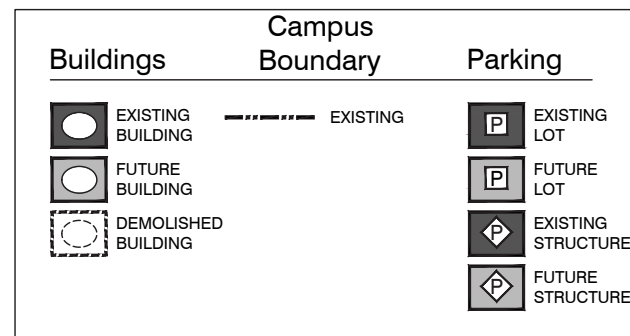 Buildings
Campus
Boundary
Parking
EXISTING
BUILDING
EXISTING
P
EXISTING
LOT
FUTURE
BUILDING
P
FUTURE
LOT
DEMOLISHED
BUILDING
P
EXISTING
STRUCTURE
P
FUTURE
STRUCTURE